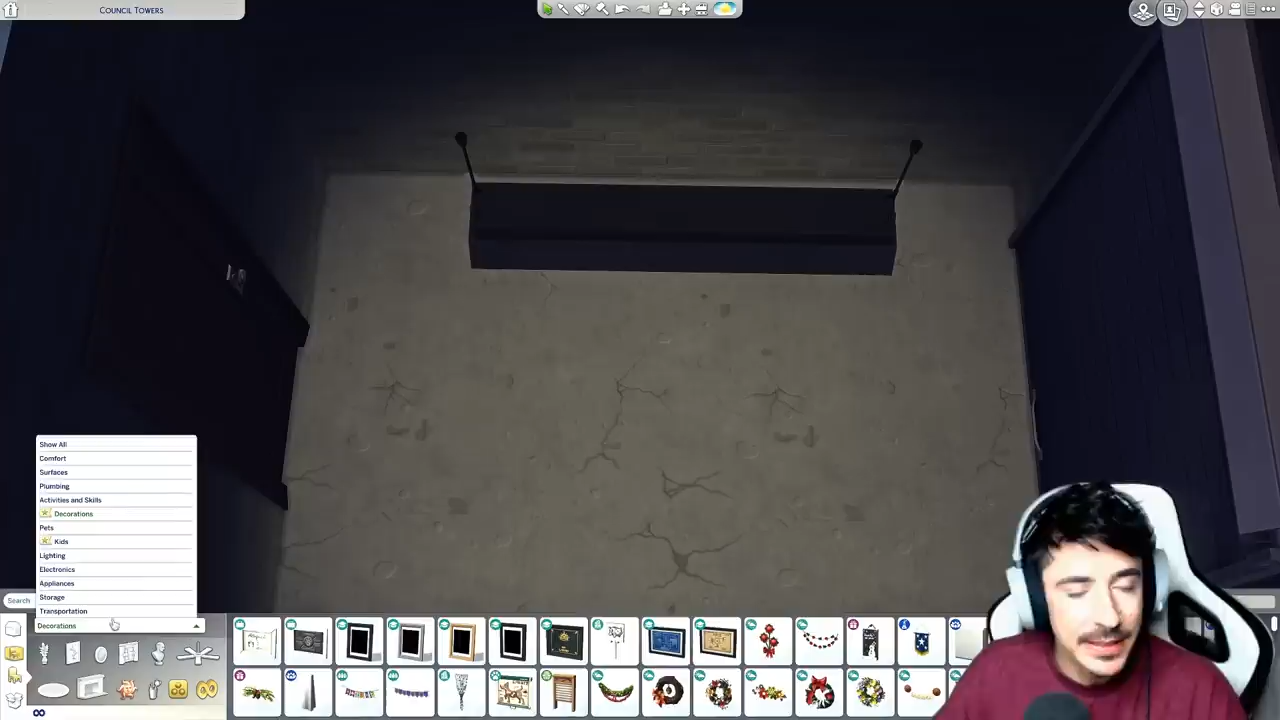 COUNCIL TOWERS
Show All
Comfort
Surfaces
Plumbing
Activities and Skills
Decorations
Pets
Kids
Lighting
Electronics
Appliances
Storage
Transportation
Search
Decorations